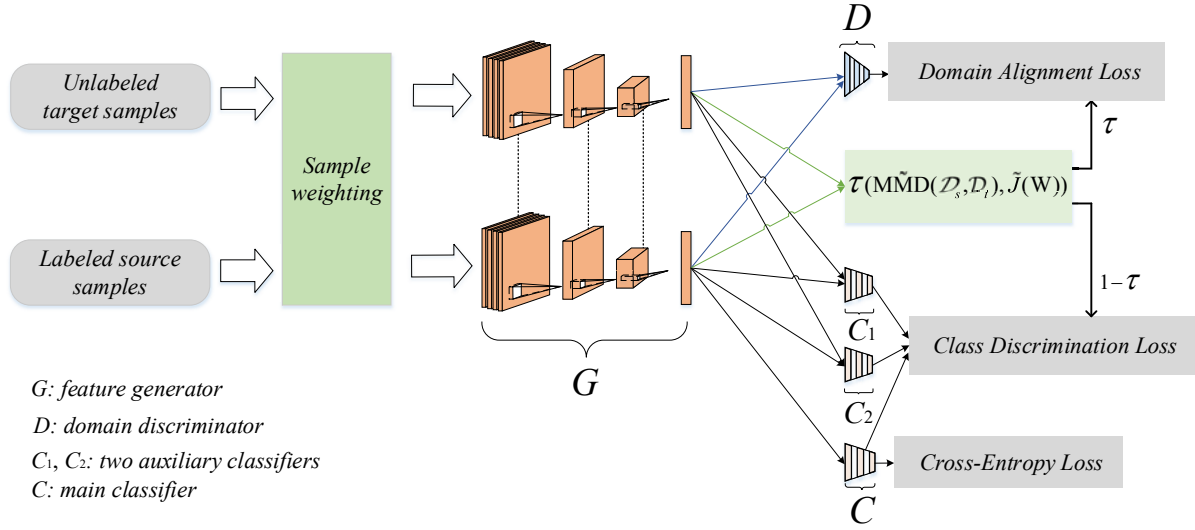 Unlabeled
target samples
Sample
weighting
Labeled source
samples
G
D
Domain Alignment Loss
τ
τ(MM̃D(𝒟s,𝒟t), J̃(W))
1−τ
C1
C2
Class Discrimination Loss
C
Cross-Entropy Loss
G: feature generator
D: domain discriminator
C1, C2: two auxiliary classifiers
C: main classifier